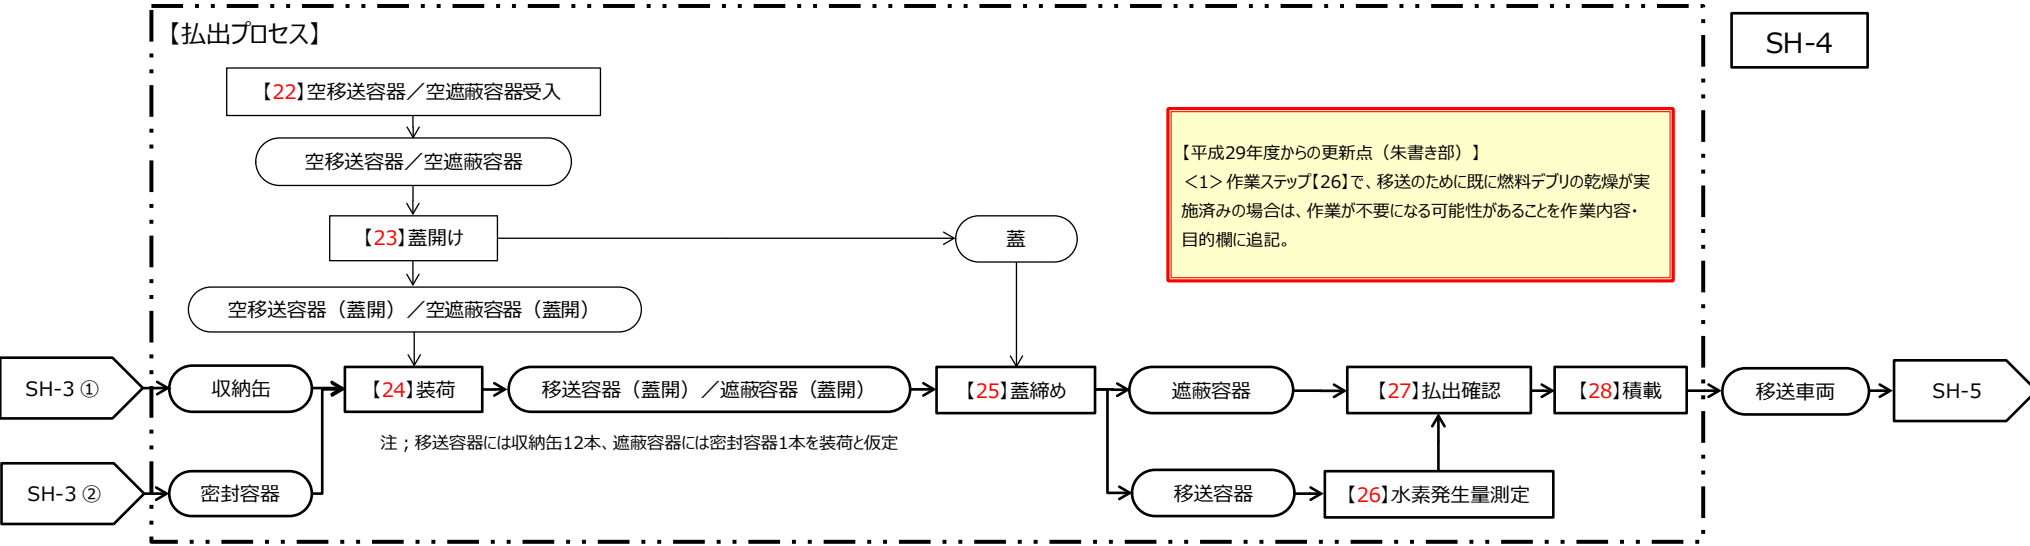 【払出プロセス】
SH-4
【22】空移送容器／空遮蔽容器受入
空移送容器／空遮蔽容器
【平成29年度からの更新点（朱書き部）】
＜1＞作業ステップ【26】で、移送のために既に燃料デブリの乾燥が実
施済みの場合は、作業が不要になる可能性があることを作業内容・
目的欄に追記。
【23】蓋開け
蓋
空移送容器（蓋開）／空遮蔽容器（蓋開）
SH-3 ①
収納缶
【24】装荷
移送容器（蓋開）／遮蔽容器（蓋開）
【25】蓋締め
遮蔽容器
【27】払出確認
【28】積載
移送車両
SH-5
注；移送容器には収納缶12本、遮蔽容器には密封容器1本を装荷と仮定
SH-3 ②
密封容器
移送容器
【26】水素発生量測定